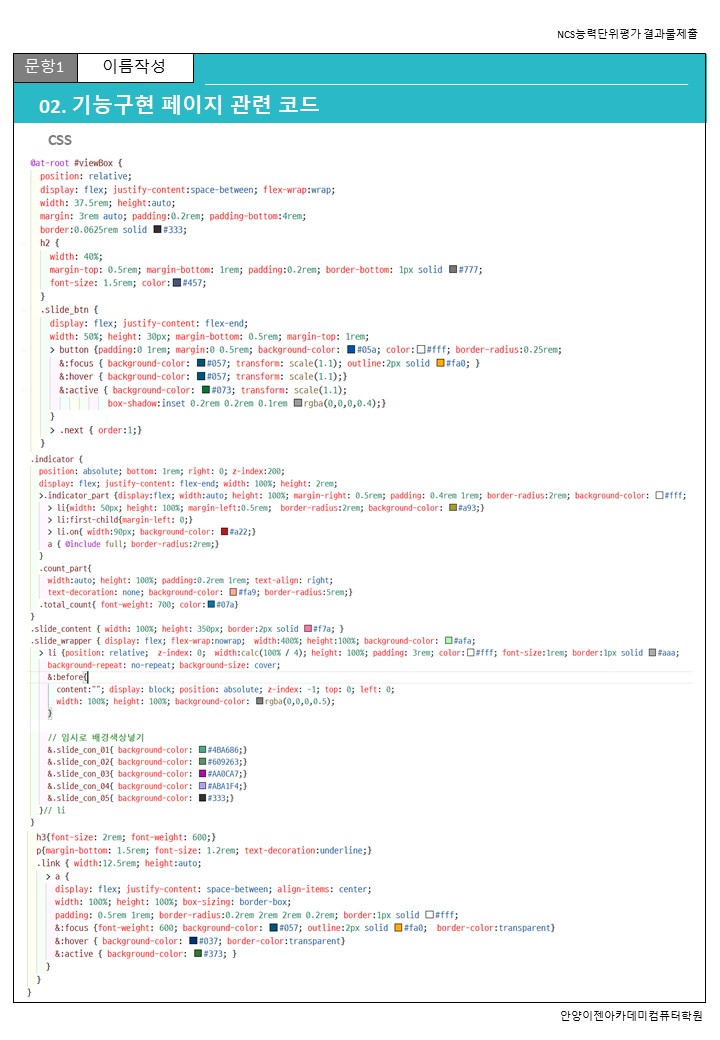 NCS능력단위평가 결과물제출
문항1 이름작성
02. 기능구현 페이지 관련 코드
CSS
@at-root #viewBox {
position: relative;
display: flex; justify-content:space-between; flex-wrap:wrap;
width: 37.5rem; height:auto;
margin: 3rem auto; padding:0.2rem; padding-bottom:4rem;
border:0.0625rem solid #333;
h2 {
width: 40%;
margin-top: 0.5rem; margin-bottom: 1rem; padding:0.2rem; border-bottom: 1px solid #777;
font-size: 1.5rem; color:#457;
}
.slide_btn {
display: flex; justify-content: flex-end;
width: 50%; height: 30px; margin-bottom: 0.5rem; margin-top: 1rem;
> button {padding:0 1rem; margin:0 0.5rem; background-color: #05a; color:#fff; border-radius:0.25rem;
&:focus { background-color: #057; transform: scale(1.1); outline:2px solid #fa0; }
&:hover { background-color: #057; transform: scale(1.1);}
&:active { background-color: #073; transform: scale(1.1);
box-shadow:inset 0.2rem 0.2rem 0.1rem rgba(0,0,0,0.4);}
}
> .next { order:1;}
}
.indicator {
position: absolute; bottom: 1rem; right: 0; z-index:200;
display: flex; justify-content: flex-end; width: 100%; height: 2rem;
>.indicator_part {display:flex; width:auto; height: 100%; margin-right: 0.5rem; padding: 0.4rem 1rem; border-radius:2rem; background-color: #fff;
> li{width: 50px; height: 100%; margin-left:0.5rem;  border-radius:2rem; background-color: #a93;}
> li:first-child{margin-left: 0;}
> li.on{ width:90px; background-color: #a22;}
a { @include full; border-radius:2rem;}
}
.count_part{
width:auto; height: 100%; padding:0.2rem 1rem; text-align: right;
text-decoration: none; background-color: #fa9; border-radius:5rem;}
.total_count{ font-weight: 700; color:#07a}
}
.slide_content { width: 100%; height: 350px; border:2px solid #f7a; }
.slide_wrapper { display: flex; flex-wrap:nowrap;  width:400%; height:100%; background-color: #afa;
> li {position: relative;  z-index: 0;  width:calc(100% / 4); height: 100%; padding: 3rem; color:#fff; font-size:1rem; border:1px solid #aaa;
background-repeat: no-repeat; background-size: cover;
&:before{
content:""; display: block; position: absolute; z-index: -1; top: 0; left: 0;
width: 100%; height: 100%; background-color: rgba(0,0,0,0.5);
}
// 임시로 배경색상넣기
&.slide_con_01{ background-color: #4BA686;}
&.slide_con_02{ background-color: #609263;}
&.slide_con_03{ background-color: #AA0CA7;}
&.slide_con_04{ background-color: #ABA1F4;}
&.slide_con_05{ background-color: #333;}
}// li
}
h3{font-size: 2rem; font-weight: 600;}
p{margin-bottom: 1.5rem; font-size: 1.2rem; text-decoration:underline;}
.link { width:12.5rem; height:auto;
> a {
display: flex; justify-content: space-between; align-items: center;
width: 100%; height: 100%; box-sizing: border-box;
padding: 0.5rem 1rem; border-radius:0.2rem 2rem 2rem 0.2rem; border:1px solid #fff;
&:focus {font-weight: 600; background-color: #057; outline:2px solid #fa0;  border-color:transparent}
&:hover { background-color: #037; border-color:transparent}
&:active { background-color: #373; }
}
}
}
안양이젠아카데미컴퓨터학원